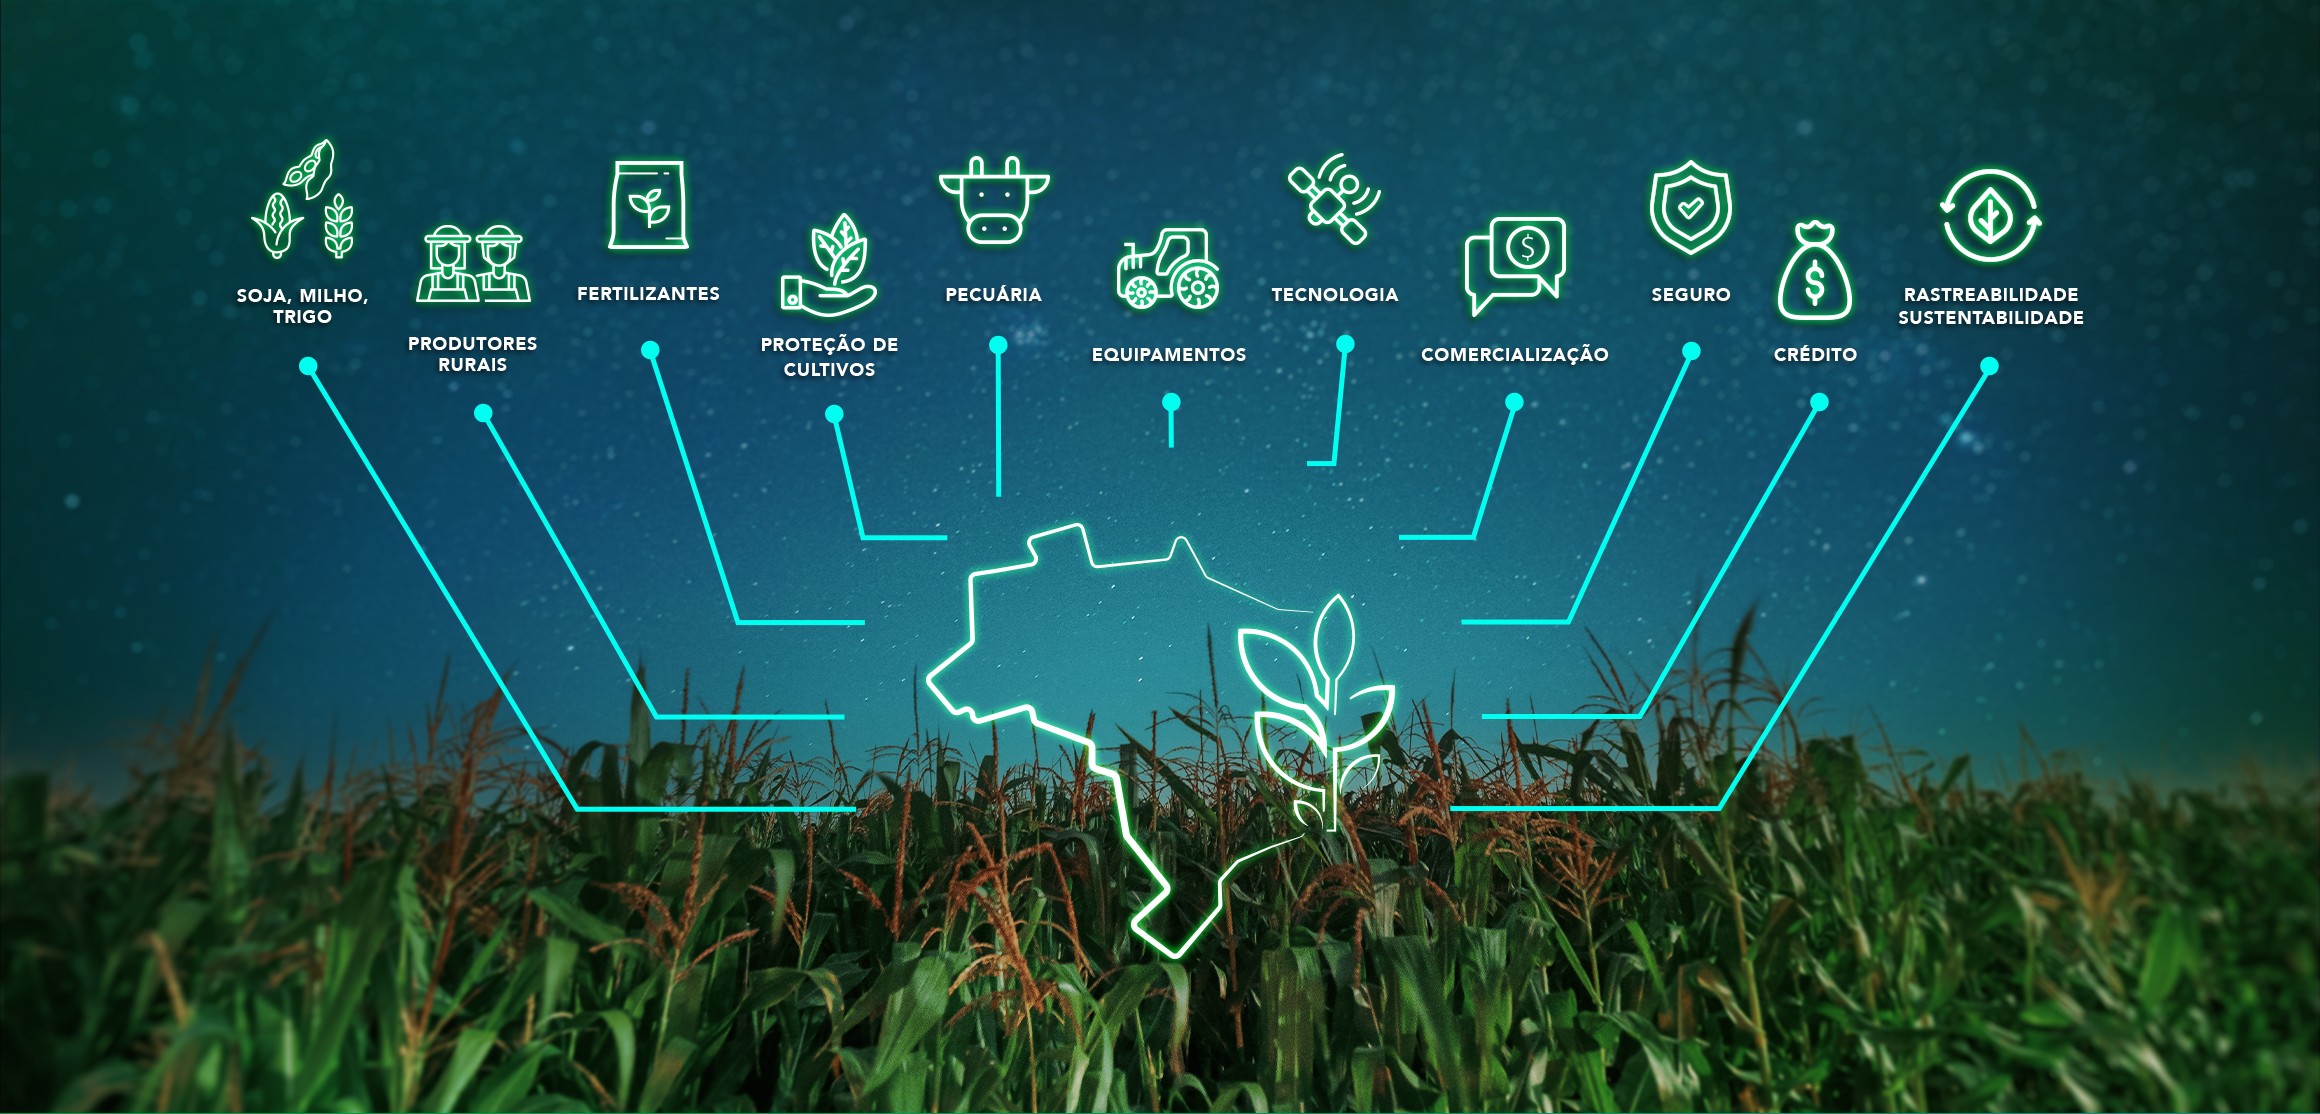 SOJA, MILHO,
TRIGO
PRODUTORES
RURAIS
FERTILIZANTES
PROTEÇÃO DE
CULTIVOS
PECUÁRIA
EQUIPAMENTOS
TECNOLOGIA
COMERCIALIZAÇÃO
SEGURO
CRÉDITO
RASTREABILIDADE
SUSTENTABILIDADE